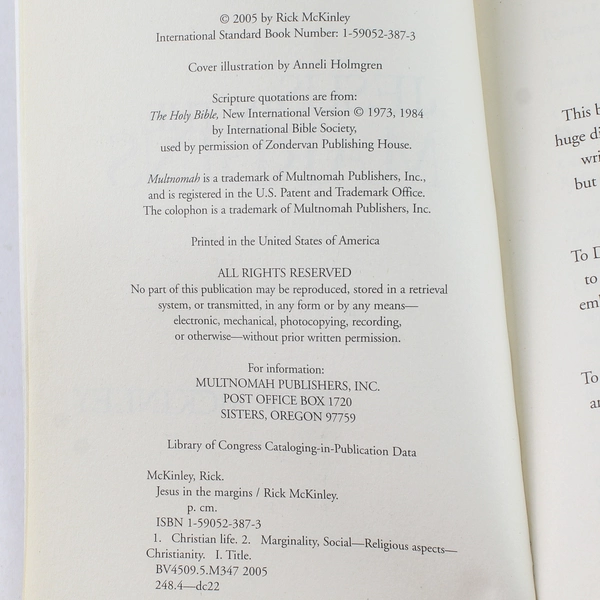 © 2005 by Rick McKinley
International Standard Book Number: 1-59052-387-3
Cover illustration by Anneli Holmgren
Scripture quotations are from:
The Holy Bible, New International Version © 1973, 1984
by International Bible Society,
used by permission of Zondervan Publishing House.
Multnomah is a trademark of Multnomah Publishers, Inc.,
and is registered in the U.S. Patent and Trademark Office.
The colophon is a trademark of Multnomah Publishers, Inc.
Printed in the United States of America
ALL RIGHTS RESERVED
No part of this publication may be reproduced, stored in a retrieval
system, or transmitted, in any form or by any means—
electronic, mechanical, photocopying, recording,
or otherwise—without prior written permission.
For information:
MULTNOMAH PUBLISHERS, INC.
POST OFFICE BOX 1720
SISTERS, OREGON 97759
Library of Congress Cataloging-in-Publication Data
McKinley, Rick.
Jesus in the margins / Rick McKinley.
p. cm.
ISBN 1-59052-387-3
1. Christian life. 2. Marginality, Social—Religious aspects—
Christianity. I. Title.
BV4509.5.M347 2005
248.4—dc22
This
huge
but
To
to
To